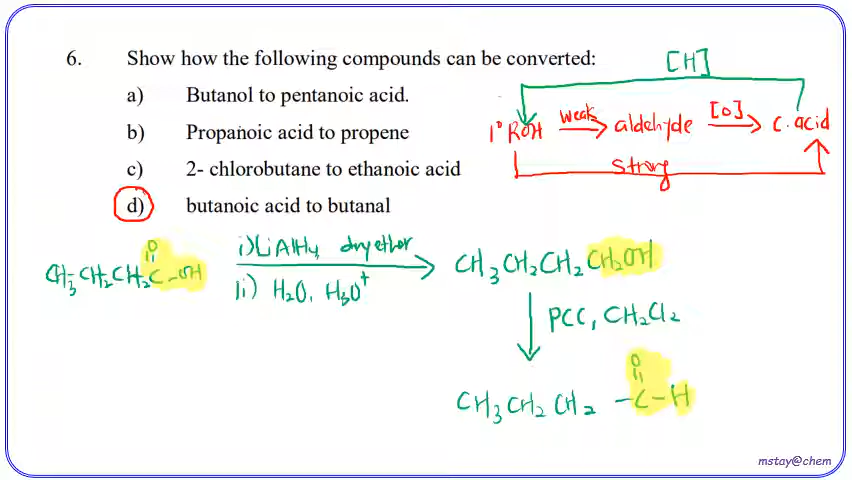 6. Show how the following compounds can be converted:
a) Butanol to pentanoic acid.
b) Propanoic acid to propene
c) 2- chlorobutane to ethanoic acid
d) butanoic acid to butanal
[H]
1° ROH weak aldehyde [O] c. acid
strong
O
CH3CH2CH2C-OH
i) LiAlH4, dry ether
ii) H2O, H3O+
CH3CH2CH2CH2OH
PCC, CH2Cl2
O
CH3CH2CH2-C-H
mstay@chem